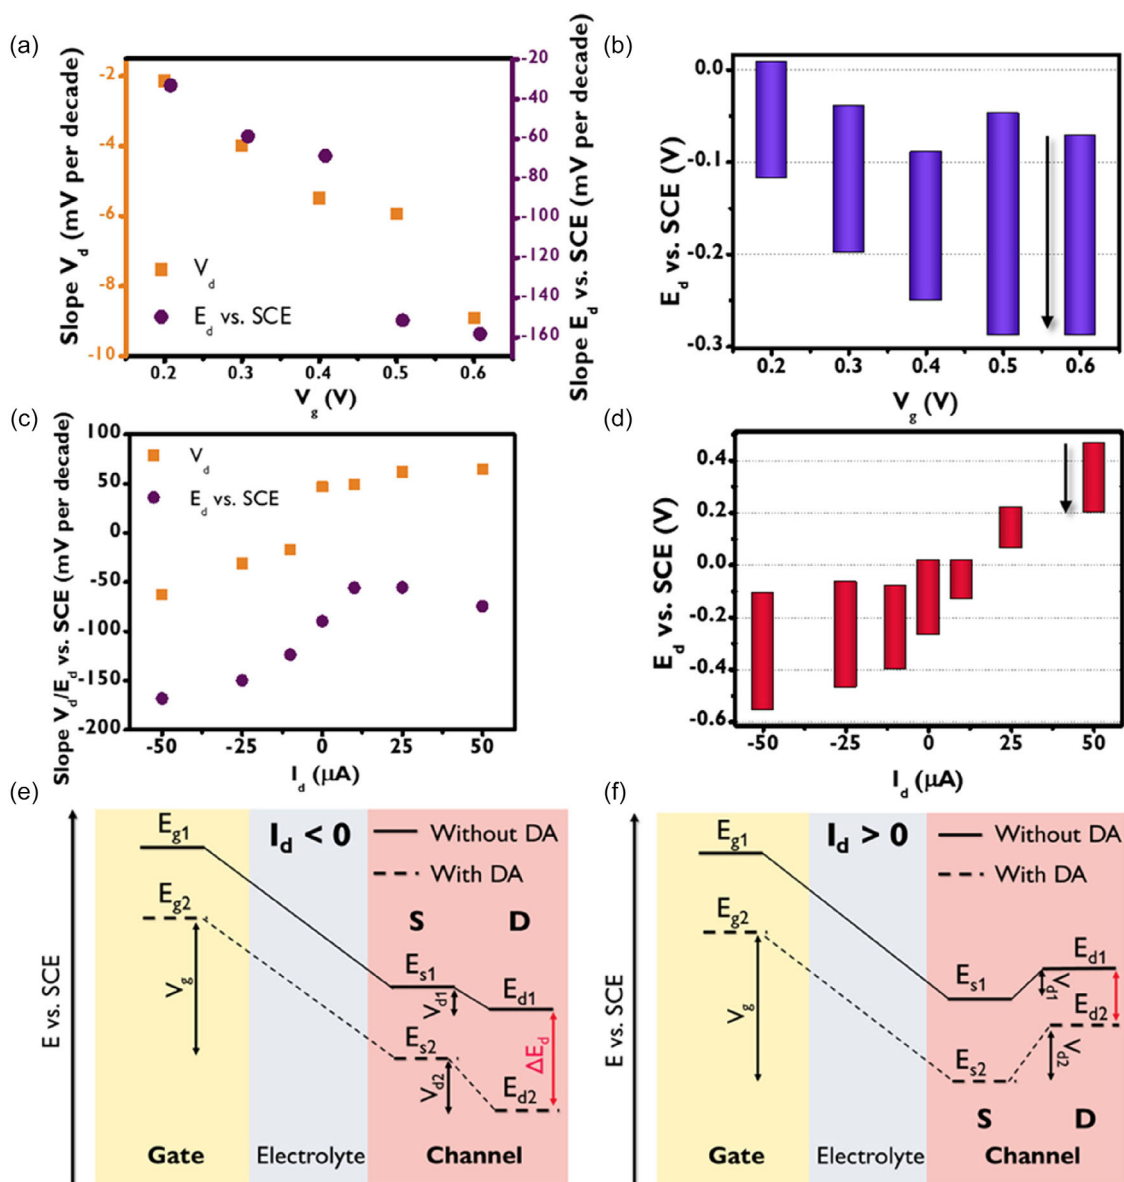 (a)
Slope V_d (mV per decade)
-2
-4
-6
-8
-10
V_d
E_d vs. SCE
0.2 0.3 0.4 0.5 0.6
V_g (V)
-20
-40
-60
-80
-100
-120
-140
-160
Slope E_d vs. SCE (mV per decade)
(b)
E_d vs. SCE (V)
0.0
-0.1
-0.2
-0.3
0.2 0.3 0.4 0.5 0.6
V_g (V)
(c)
Slope V_d/E_d vs. SCE (mV per decade)
100
50
0
-50
-100
-150
-200
V_d
E_d vs. SCE
-50 -25 0 25 50
I_d (μA)
(d)
E_d vs. SCE (V)
0.4
0.2
0.0
-0.2
-0.4
-0.6
-50 -25 0 25 50
I_d (μA)
(e)
E vs. SCE
E_g1
I_d < 0
Without DA
With DA
E_g2
S D
V_g
E_s1
V_d1
E_d1
E_s2
V_d2
ΔE_d
E_d2
Gate Electrolyte Channel
(f)
E vs. SCE
E_g1
I_d > 0
Without DA
With DA
E_g2
V_g
E_s1
E_d1
V_d1
E_d2
E_s2
V_d2
S D
Gate Electrolyte Channel